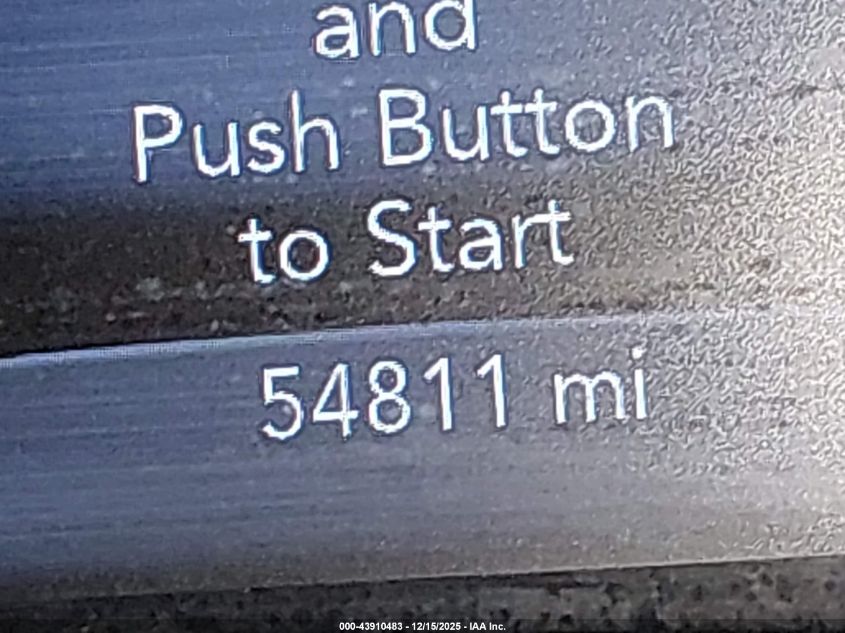 and
Push Button
to Start
54811 mi
000-43910483 - 12/15/2025 - IAA Inc.